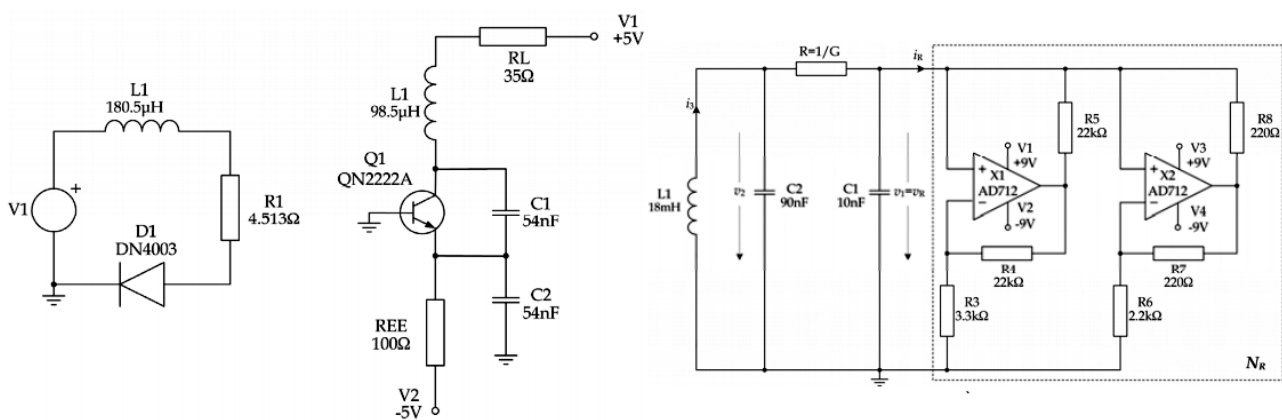 L1
180.5μH
V1
+
R1
4.513Ω
D1
DN4003
V1
+5V
RL
35Ω
L1
98.5μH
Q1
QN2222A
C1
54nF
C2
54nF
REE
100Ω
V2
-5V
R=1/G
iR
i3
L1
18mH
v2
C2
90nF
C1
10nF
v1=vR
R5
22kΩ
R8
220Ω
V1
+9V
+
X1
AD712
−
V2
-9V
V3
+9V
+
X2
AD712
−
V4
-9V
R4
22kΩ
R7
220Ω
R3
3.3kΩ
R6
2.2kΩ
NR